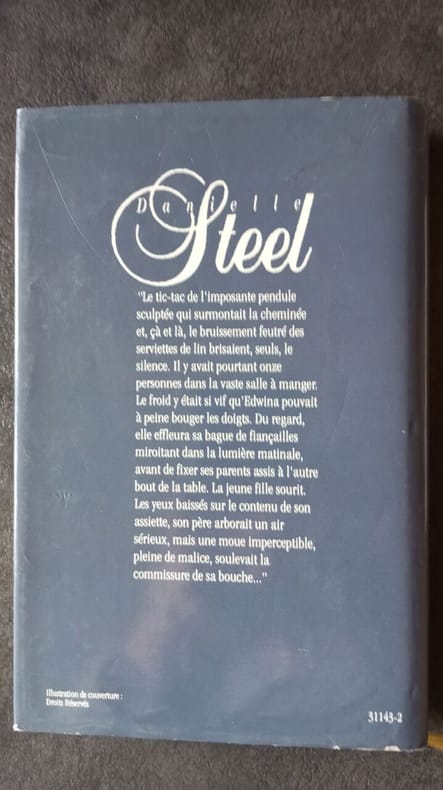 Danielle
Steel
"Le tic-tac de l'imposante pendule
sculptée qui surmontait la cheminée
et, çà et là, le bruissement feutré des
serviettes de lin brisaient, seuls, le
silence. Il y avait pourtant onze
personnes dans la vaste salle à manger.
Le froid y était si vif qu'Edwina pouvait
à peine bouger les doigts. Du regard,
elle effleura sa bague de fiançailles
miroitant dans la lumière matinale,
avant de fixer ses parents assis à l'autre
bout de la table. La jeune fille sourit.
Les yeux baissés sur le contenu de son
assiette, son père arborait un air
sérieux, mais une moue imperceptible,
pleine de malice, soulevait la
commissure de sa bouche..."
Illustration de couverture :
Droits Réservés
31143-2